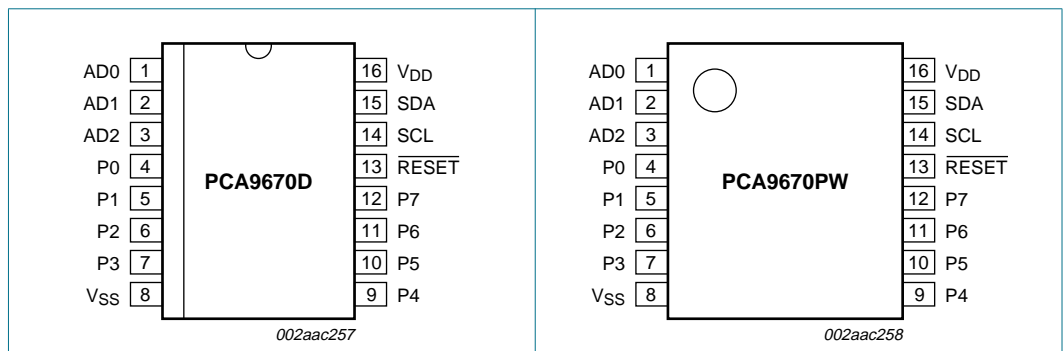 AD0 1 16 VDD
AD1 2 15 SDA
AD2 3 14 SCL
P0 4 13 RESET
PCA9670D
P1 5 12 P7
P2 6 11 P6
P3 7 10 P5
VSS 8 9 P4
002aac257
AD0 1 16 VDD
AD1 2 15 SDA
AD2 3 14 SCL
P0 4 13 RESET
PCA9670PW
P1 5 12 P7
P2 6 11 P6
P3 7 10 P5
VSS 8 9 P4
002aac258